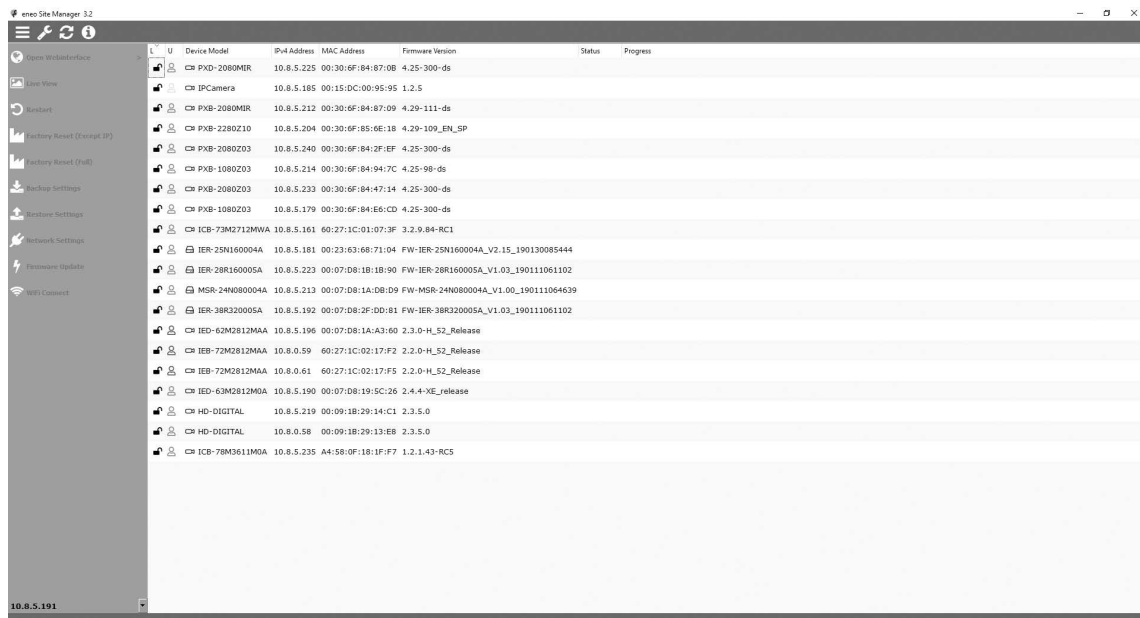 eneo Site Manager 3.2
Open Webinterface >
Live View
Restart
Factory Reset (Except IP)
Factory Reset (Full)
Backup Settings
Restore Settings
Network Settings
Firmware Update
WiFi Connect
10.8.5.191
L U Device Model IPv4 Address MAC Address Firmware Version Status Progress
PXD-2080MIR 10.8.5.225 00:30:6F:84:87:0B 4.25-300-ds
IPCamera 10.8.5.185 00:15:DC:00:95:95 1.2.5
PXB-2080MIR 10.8.5.212 00:30:6F:84:87:09 4.29-111-ds
PXB-2280Z10 10.8.5.204 00:30:6F:85:6E:18 4.29-109_EN_SP
PXB-2080Z03 10.8.5.240 00:30:6F:84:2F:EF 4.25-300-ds
PXB-1080Z03 10.8.5.214 00:30:6F:84:94:7C 4.25-98-ds
PXB-2080Z03 10.8.5.233 00:30:6F:84:47:14 4.25-300-ds
PXB-1080Z03 10.8.5.179 00:30:6F:84:E6:CD 4.25-300-ds
ICB-73M2712MWA 10.8.5.161 60:27:1C:01:07:3F 3.2.9.84-RC1
IER-25N160004A 10.8.5.181 00:23:63:68:71:04 FW-IER-25N160004A_V2.15_190130085444
IER-28R160005A 10.8.5.223 00:07:D8:1B:1B:90 FW-IER-28R160005A_V1.03_190111061102
MSR-24N080004A 10.8.5.213 00:07:D8:1A:DB:D9 FW-MSR-24N080004A_V1.00_190111064639
IER-38R320005A 10.8.5.192 00:07:D8:2F:DD:81 FW-IER-38R320005A_V1.03_190111061102
IED-62M2812MAA 10.8.5.196 00:07:D8:1A:A3:60 2.3.0-H_52_Release
IEB-72M2812MAA 10.8.0.59 60:27:1C:02:17:F2 2.2.0-H_52_Release
IEB-72M2812MAA 10.8.0.61 60:27:1C:02:17:F5 2.2.0-H_52_Release
IED-63M2812M0A 10.8.5.190 00:07:D8:19:5C:26 2.4.4-XE_release
HD-DIGITAL 10.8.5.219 00:09:1B:29:14:C1 2.3.5.0
HD-DIGITAL 10.8.0.58 00:09:1B:29:13:E8 2.3.5.0
ICB-78M3611M0A 10.8.5.235 A4:58:0F:18:1F:F7 1.2.1.43-RC5